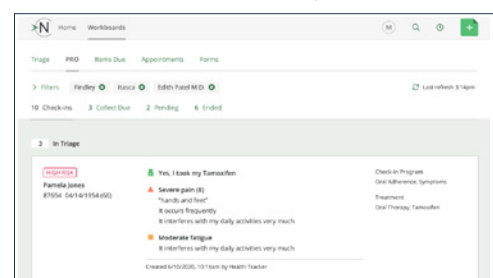 N Home Workboards M
Triage PRO Items Due Appointments Forms
Filters Findley Itasca Edith Patel M.D. Last refresh 3:14pm
10 Check-ins 3 Collect Due 2 Pending 6 Ended
3 In Triage
HIGH RISK
Pamela Jones
87654 04/14/1954 (66)
Yes, I took my Tamoxifen
Severe pain (8)
"hands and feet"
It occurs frequently
It interferes with my daily activities very much
Moderate fatigue
It interferes with my daily activities very much
Created 6/10/2020, 10:16am by Health Tracker
Check-in Program
Oral Adherence, Symptoms
Treatment
Oral Therapy, Tamoxifen